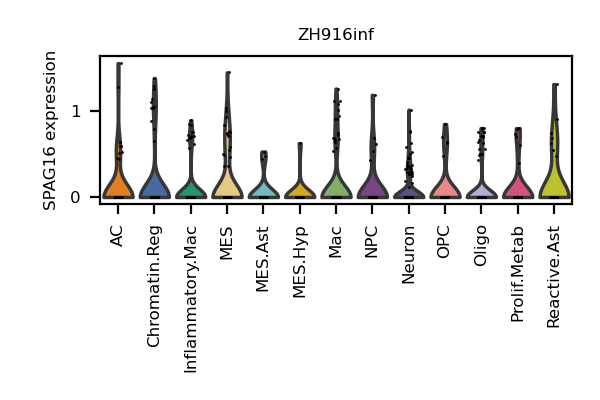 ZH916inf
SPAG16 expression
1
0
AC
Chromatin.Reg
Inflammatory.Mac
MES
MES.Ast
MES.Hyp
Mac
NPC
Neuron
OPC
Oligo
Prolif.Metab
Reactive.Ast